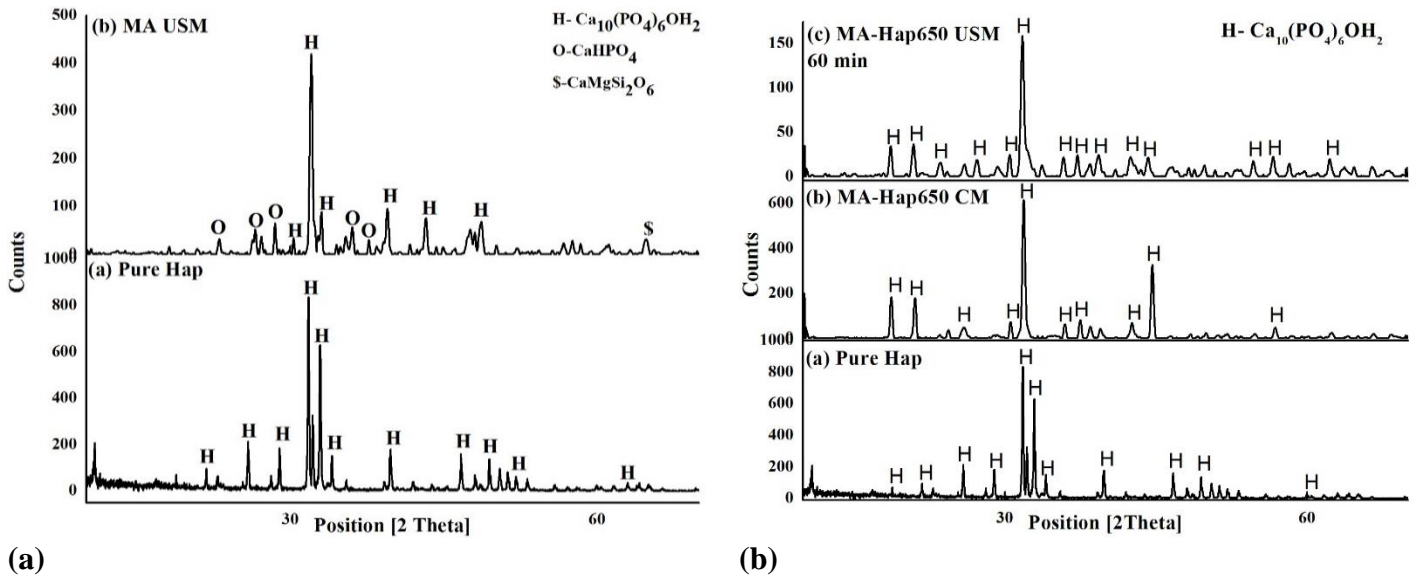 500
(b) MA USM
H- Ca10(PO4)6OH2
O-CaHPO4
$-CaMgSi2O6
400
300
200
100
0
H
O
O
O
H
H
O
O
H
H
H
$
1000
(a) Pure Hap
800
600
400
200
0
H
H
H
H
H
H
H
H
H
H
H
Counts
30
60
Position [2 Theta]
(a)
(c) MA-Hap650 USM
60 min
H- Ca10(PO4)6OH2
150
100
50
0
H
H
H
H
H
H
H
H
H
H
H
H
H
H
(b) MA-Hap650 CM
600
400
200
0
H
H
H
H
H
H
H
H
H
H
1000
(a) Pure Hap
800
600
400
200
0
H
H
H
H
H
H
H
H
H
H
H
Counts
30
60
Position [2Theta]
(b)